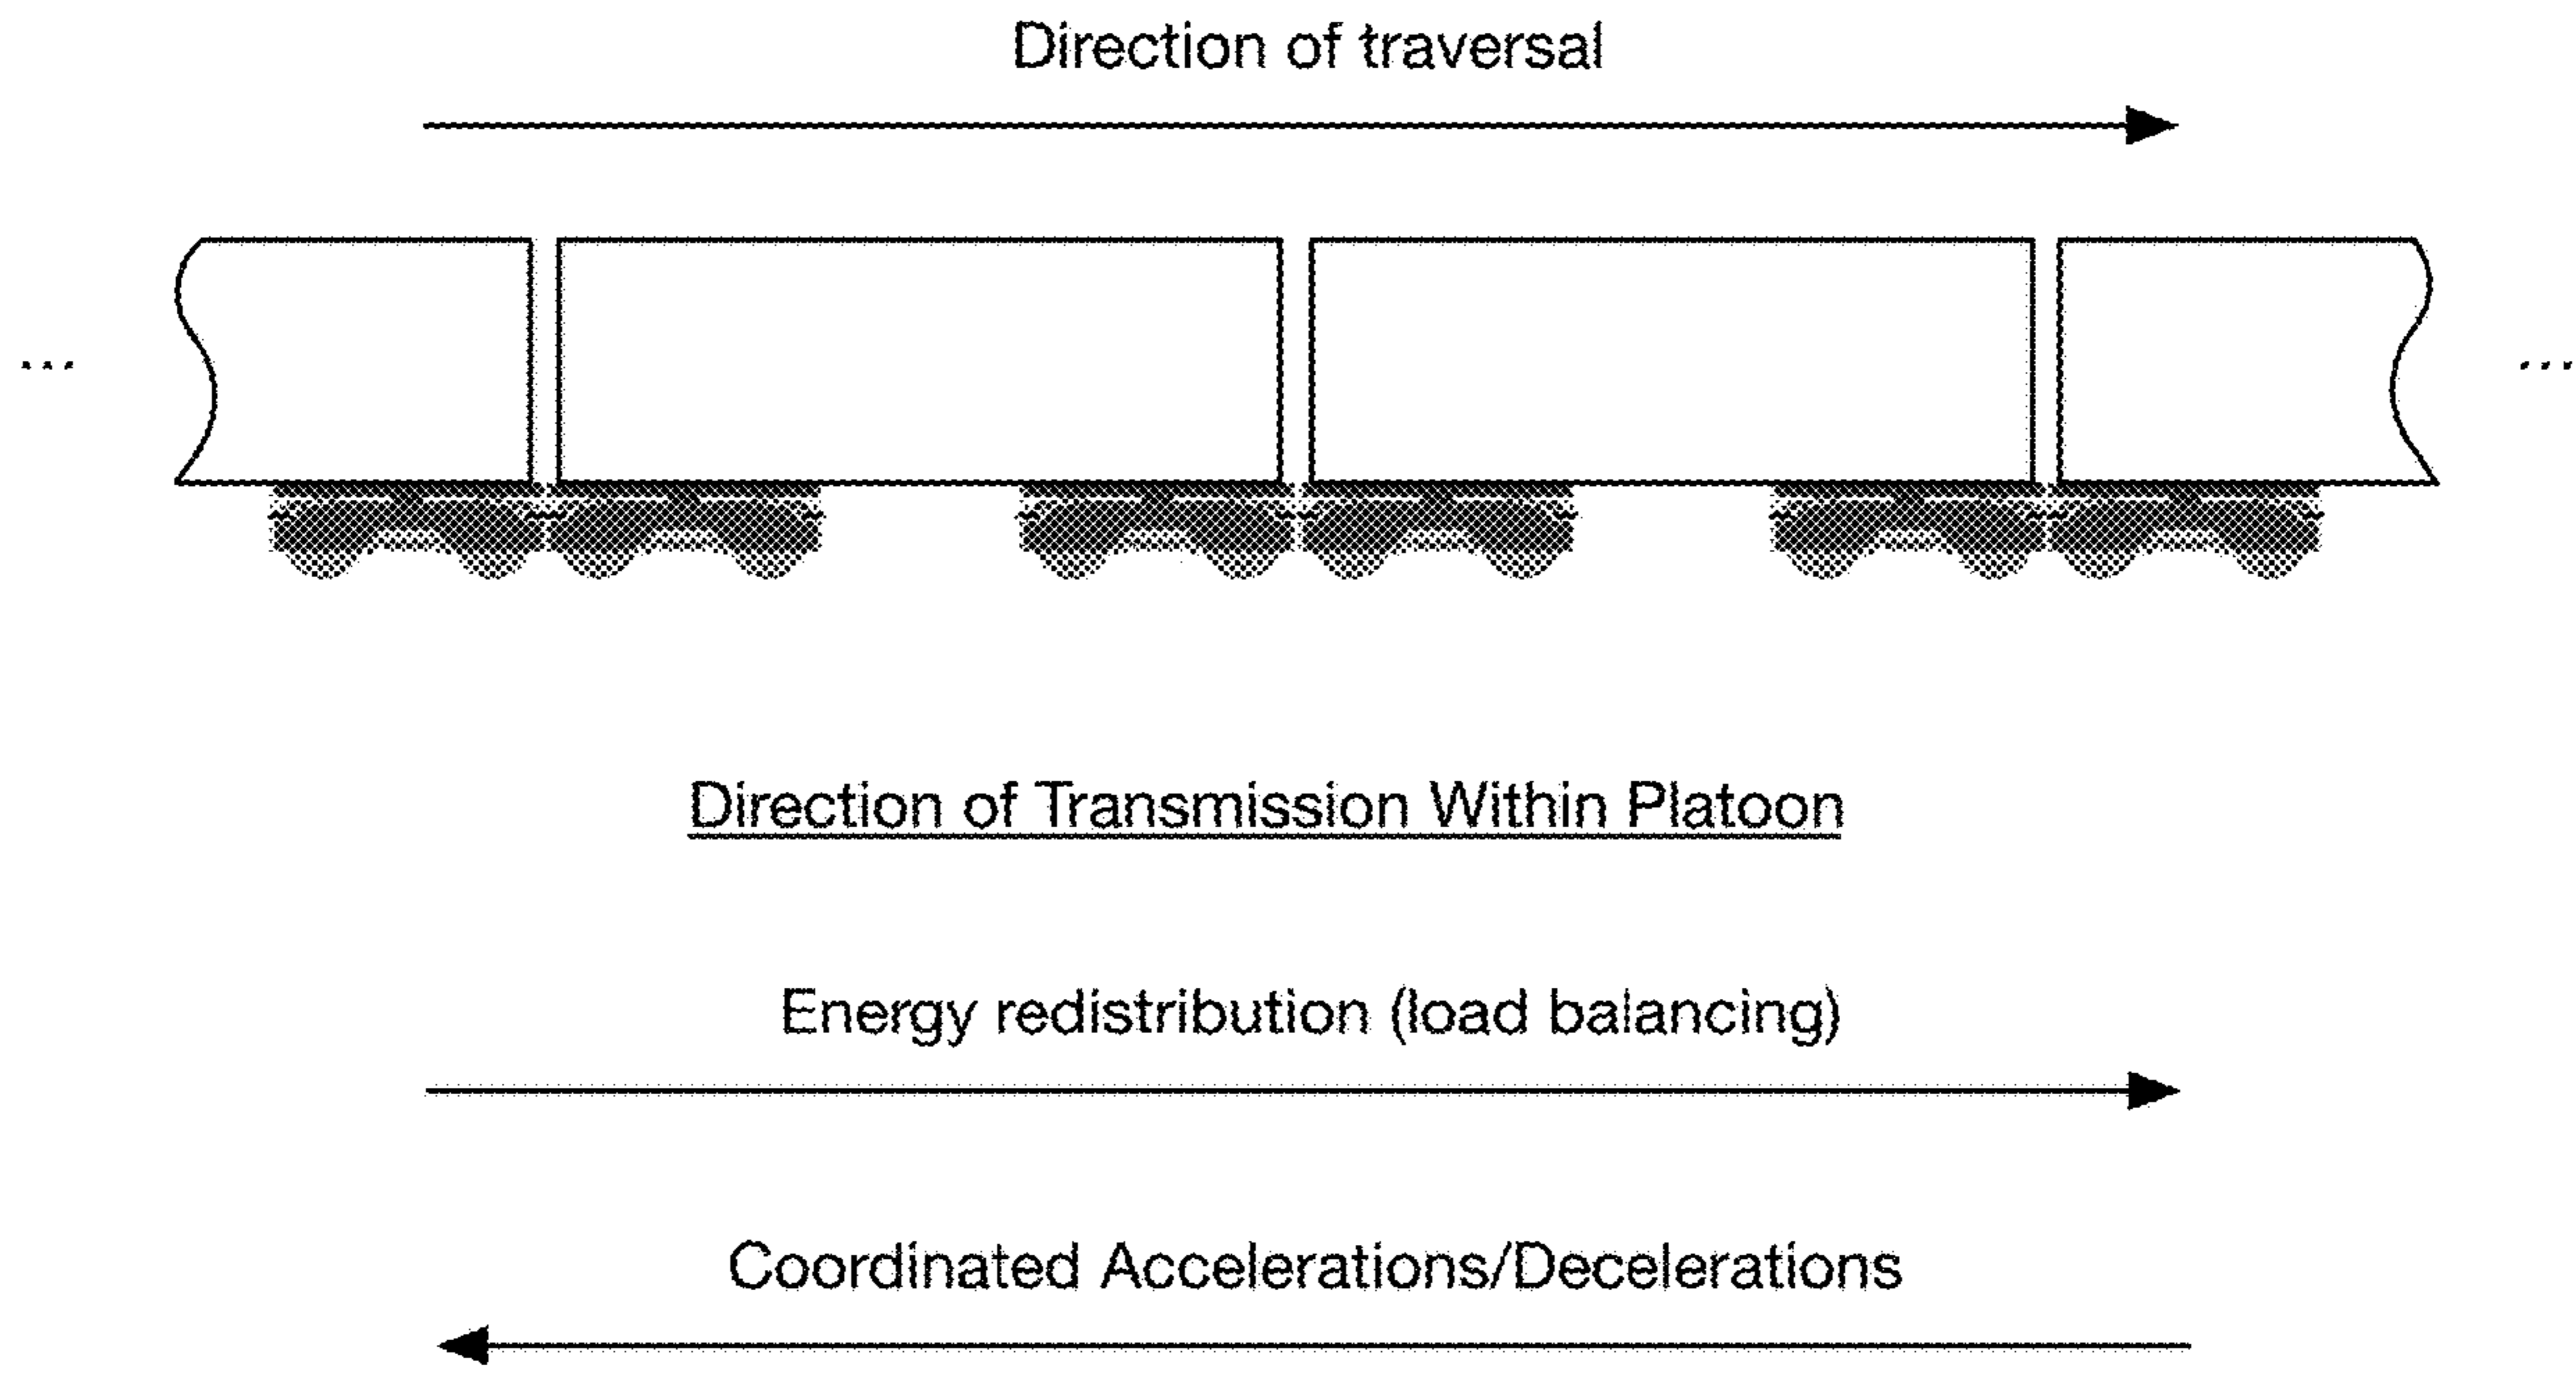 Direction of traversal
... ...
Direction of Transmission Within Platoon
Energy redistribution (load balancing)
Coordinated Accelerations/Decelerations